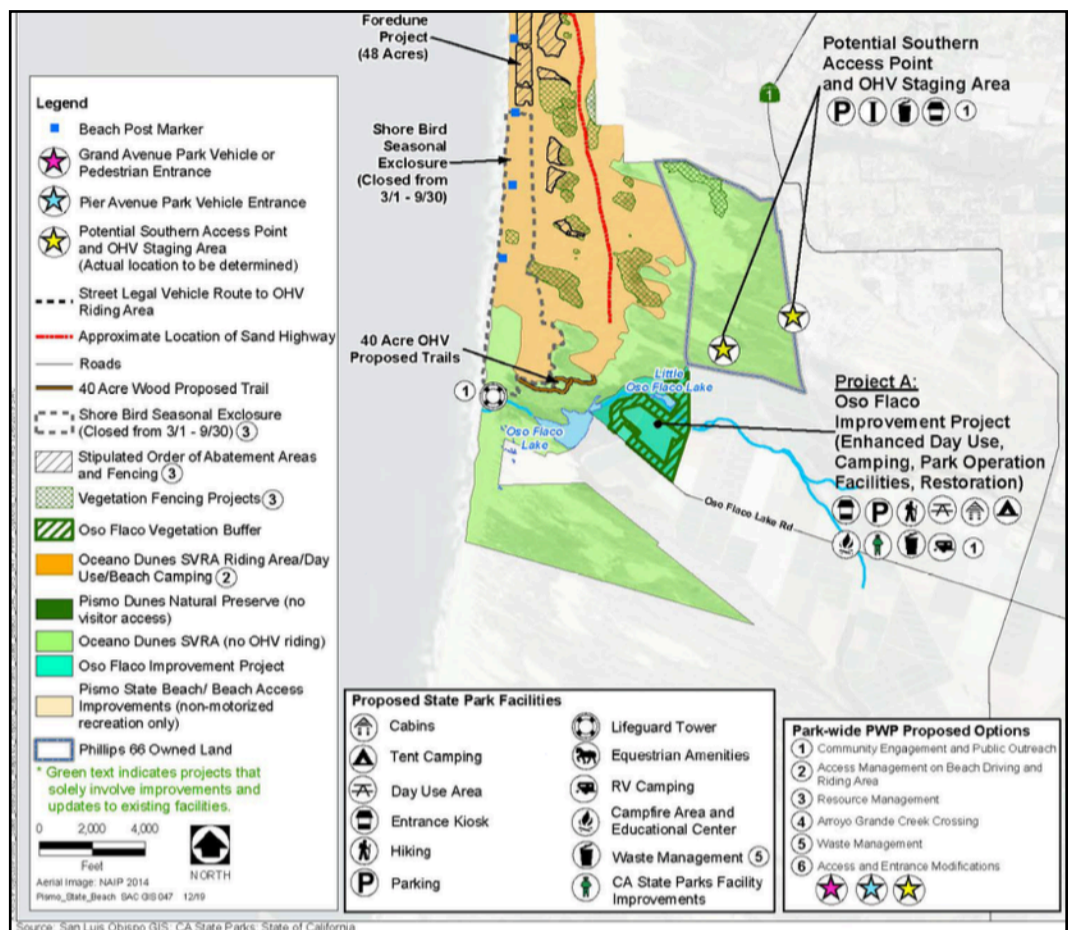 Foredune
Project
(48 Acres)
Shore Bird
Seasonal
Exclosure
(Closed from
3/1 - 9/30)
40 Acre OHV
Proposed Trails
1
Oso Flaco
Lake
Little
Oso Flaco Lake
Oso Flaco Lake Rd
1
Potential Southern
Access Point
and OHV Staging Area
P 1
Project A:
Oso Flaco
Improvement Project
(Enhanced Day Use,
Camping, Park Operation
Facilities, Restoration)
P
1
Legend
Beach Post Marker
Grand Avenue Park Vehicle or
Pedestrian Entrance
Pier Avenue Park Vehicle Entrance
Potential Southern Access Point
and OHV Staging Area
(Actual location to be determined)
Street Legal Vehicle Route to OHV
Riding Area
Approximate Location of Sand Highway
Roads
40 Acre Wood Proposed Trail
Shore Bird Seasonal Exclosure
(Closed from 3/1 - 9/30) 3
Stipulated Order of Abatement Areas
and Fencing 3
Vegetation Fencing Projects 3
Oso Flaco Vegetation Buffer
Oceano Dunes SVRA Riding Area/Day
Use/Beach Camping 2
Pismo Dunes Natural Preserve (no
visitor access)
Oceano Dunes SVRA (no OHV riding)
Oso Flaco Improvement Project
Pismo State Beach/ Beach Access
Improvements (non-motorized
recreation only)
Phillips 66 Owned Land
* Green text indicates projects that
solely involve improvements and
updates to existing facilities.
0 2,000 4,000
Feet
NORTH
Aerial Image: NAIP 2014
Pismo_State_Beach SAC GIS 047 12/19
Proposed State Park Facilities
Cabins
Tent Camping
Day Use Area
Entrance Kiosk
Hiking
P Parking
Lifeguard Tower
Equestrian Amenities
RV Camping
Campfire Area and
Educational Center
Waste Management 5
CA State Parks Facility
Improvements
Park-wide PWP Proposed Options
1 Community Engagement and Public Outreach
2 Access Management on Beach Driving and
Riding Area
3 Resource Management
4 Arroyo Grande Creek Crossing
5 Waste Management
6 Access and Entrance Modifications
Source: San Luis Obispo GIS; CA State Parks; State of California